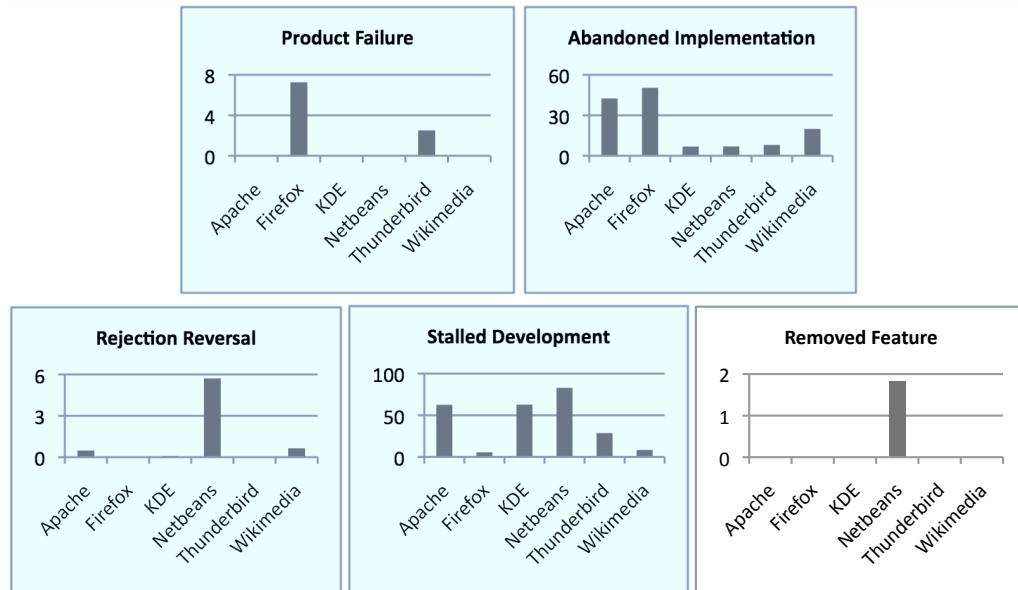 Product Failure
8
4
0
Apache
Firefox
KDE
Netbeans
Thunderbird
Wikimedia
Abandoned Implementation
60
30
0
Apache
Firefox
KDE
Netbeans
Thunderbird
Wikimedia
Rejection Reversal
6
3
0
Apache
Firefox
KDE
Netbeans
Thunderbird
Wikimedia
Stalled Development
100
50
0
Apache
Firefox
KDE
Netbeans
Thunderbird
Wikimedia
Removed Feature
2
1
0
Apache
Firefox
KDE
Netbeans
Thunderbird
Wikimedia